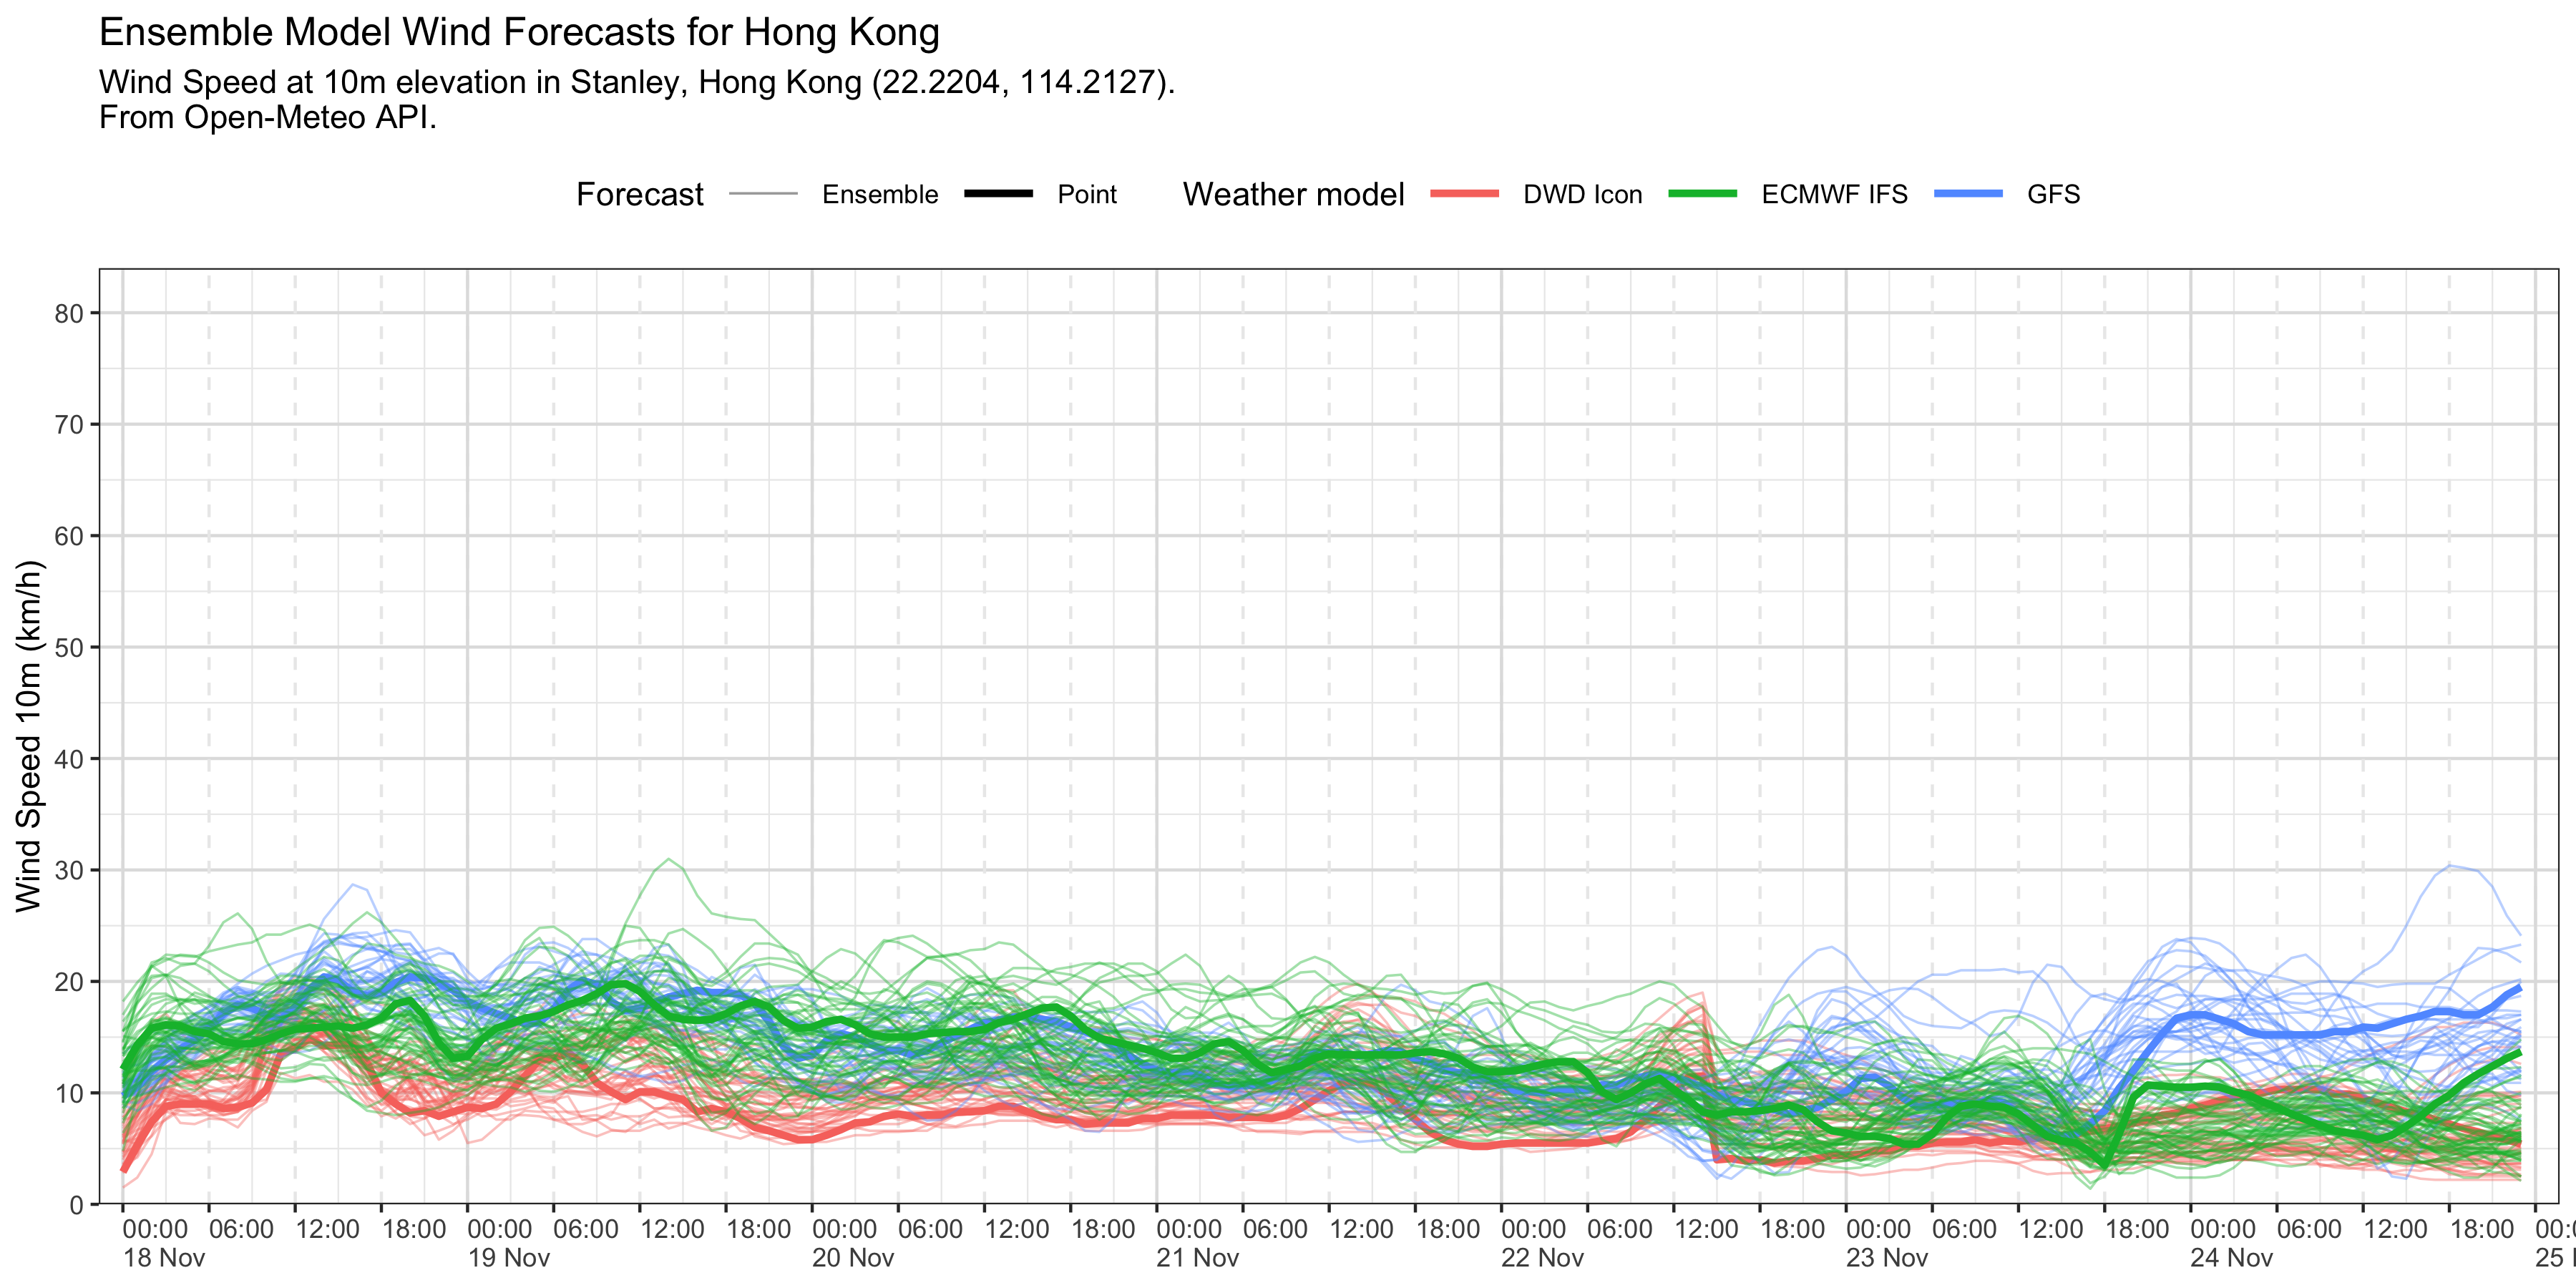 Ensemble Model Wind Forecasts for Hong Kong
Wind Speed at 10m elevation in Stanley, Hong Kong (22.2204, 114.2127).
From Open-Meteo API.
Forecast Ensemble Point Weather model DWD Icon ECMWF IFS GFS
Wind Speed 10m (km/h)
80
70
60
50
40
30
20
10
0
00:00 06:00 12:00 18:00 00:00 06:00 12:00 18:00 00:00 06:00 12:00 18:00 00:00 06:00 12:00 18:00 00:00 06:00 12:00 18:00 00:00 06:00 12:00 18:00 00:00 06:00 12:00 18:00
18 Nov 19 Nov 20 Nov 21 Nov 22 Nov 23 Nov 24 Nov 25